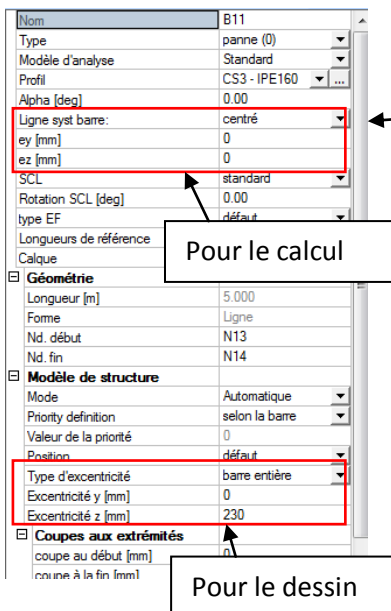 Nom B11
Type panne (0)
Modèle d'analyse Standard
Profil CS3 - IPE160 ...
Alpha [deg] 0.00
Ligne syst barre: centré
ey [mm] 0
ez [mm] 0
SCL standard
Rotation SCL [deg] 0.00
type EF défaut
Longueurs de référence
Pour le calcul
Calque
Géométrie
Longueur [m] 5.000
Forme Ligne
Nd. début N13
Nd. fin N14
Modèle de structure
Mode Automatique
Priority definition selon la barre
Valeur de la priorité 0
Position défaut
Type d'excentricité barre entière
Excentricité y [mm] 0
Excentricité z [mm] 230
Coupes aux extrémités
coupe au début [mm] 0
coupe à la fin [mm]
Pour le dessin